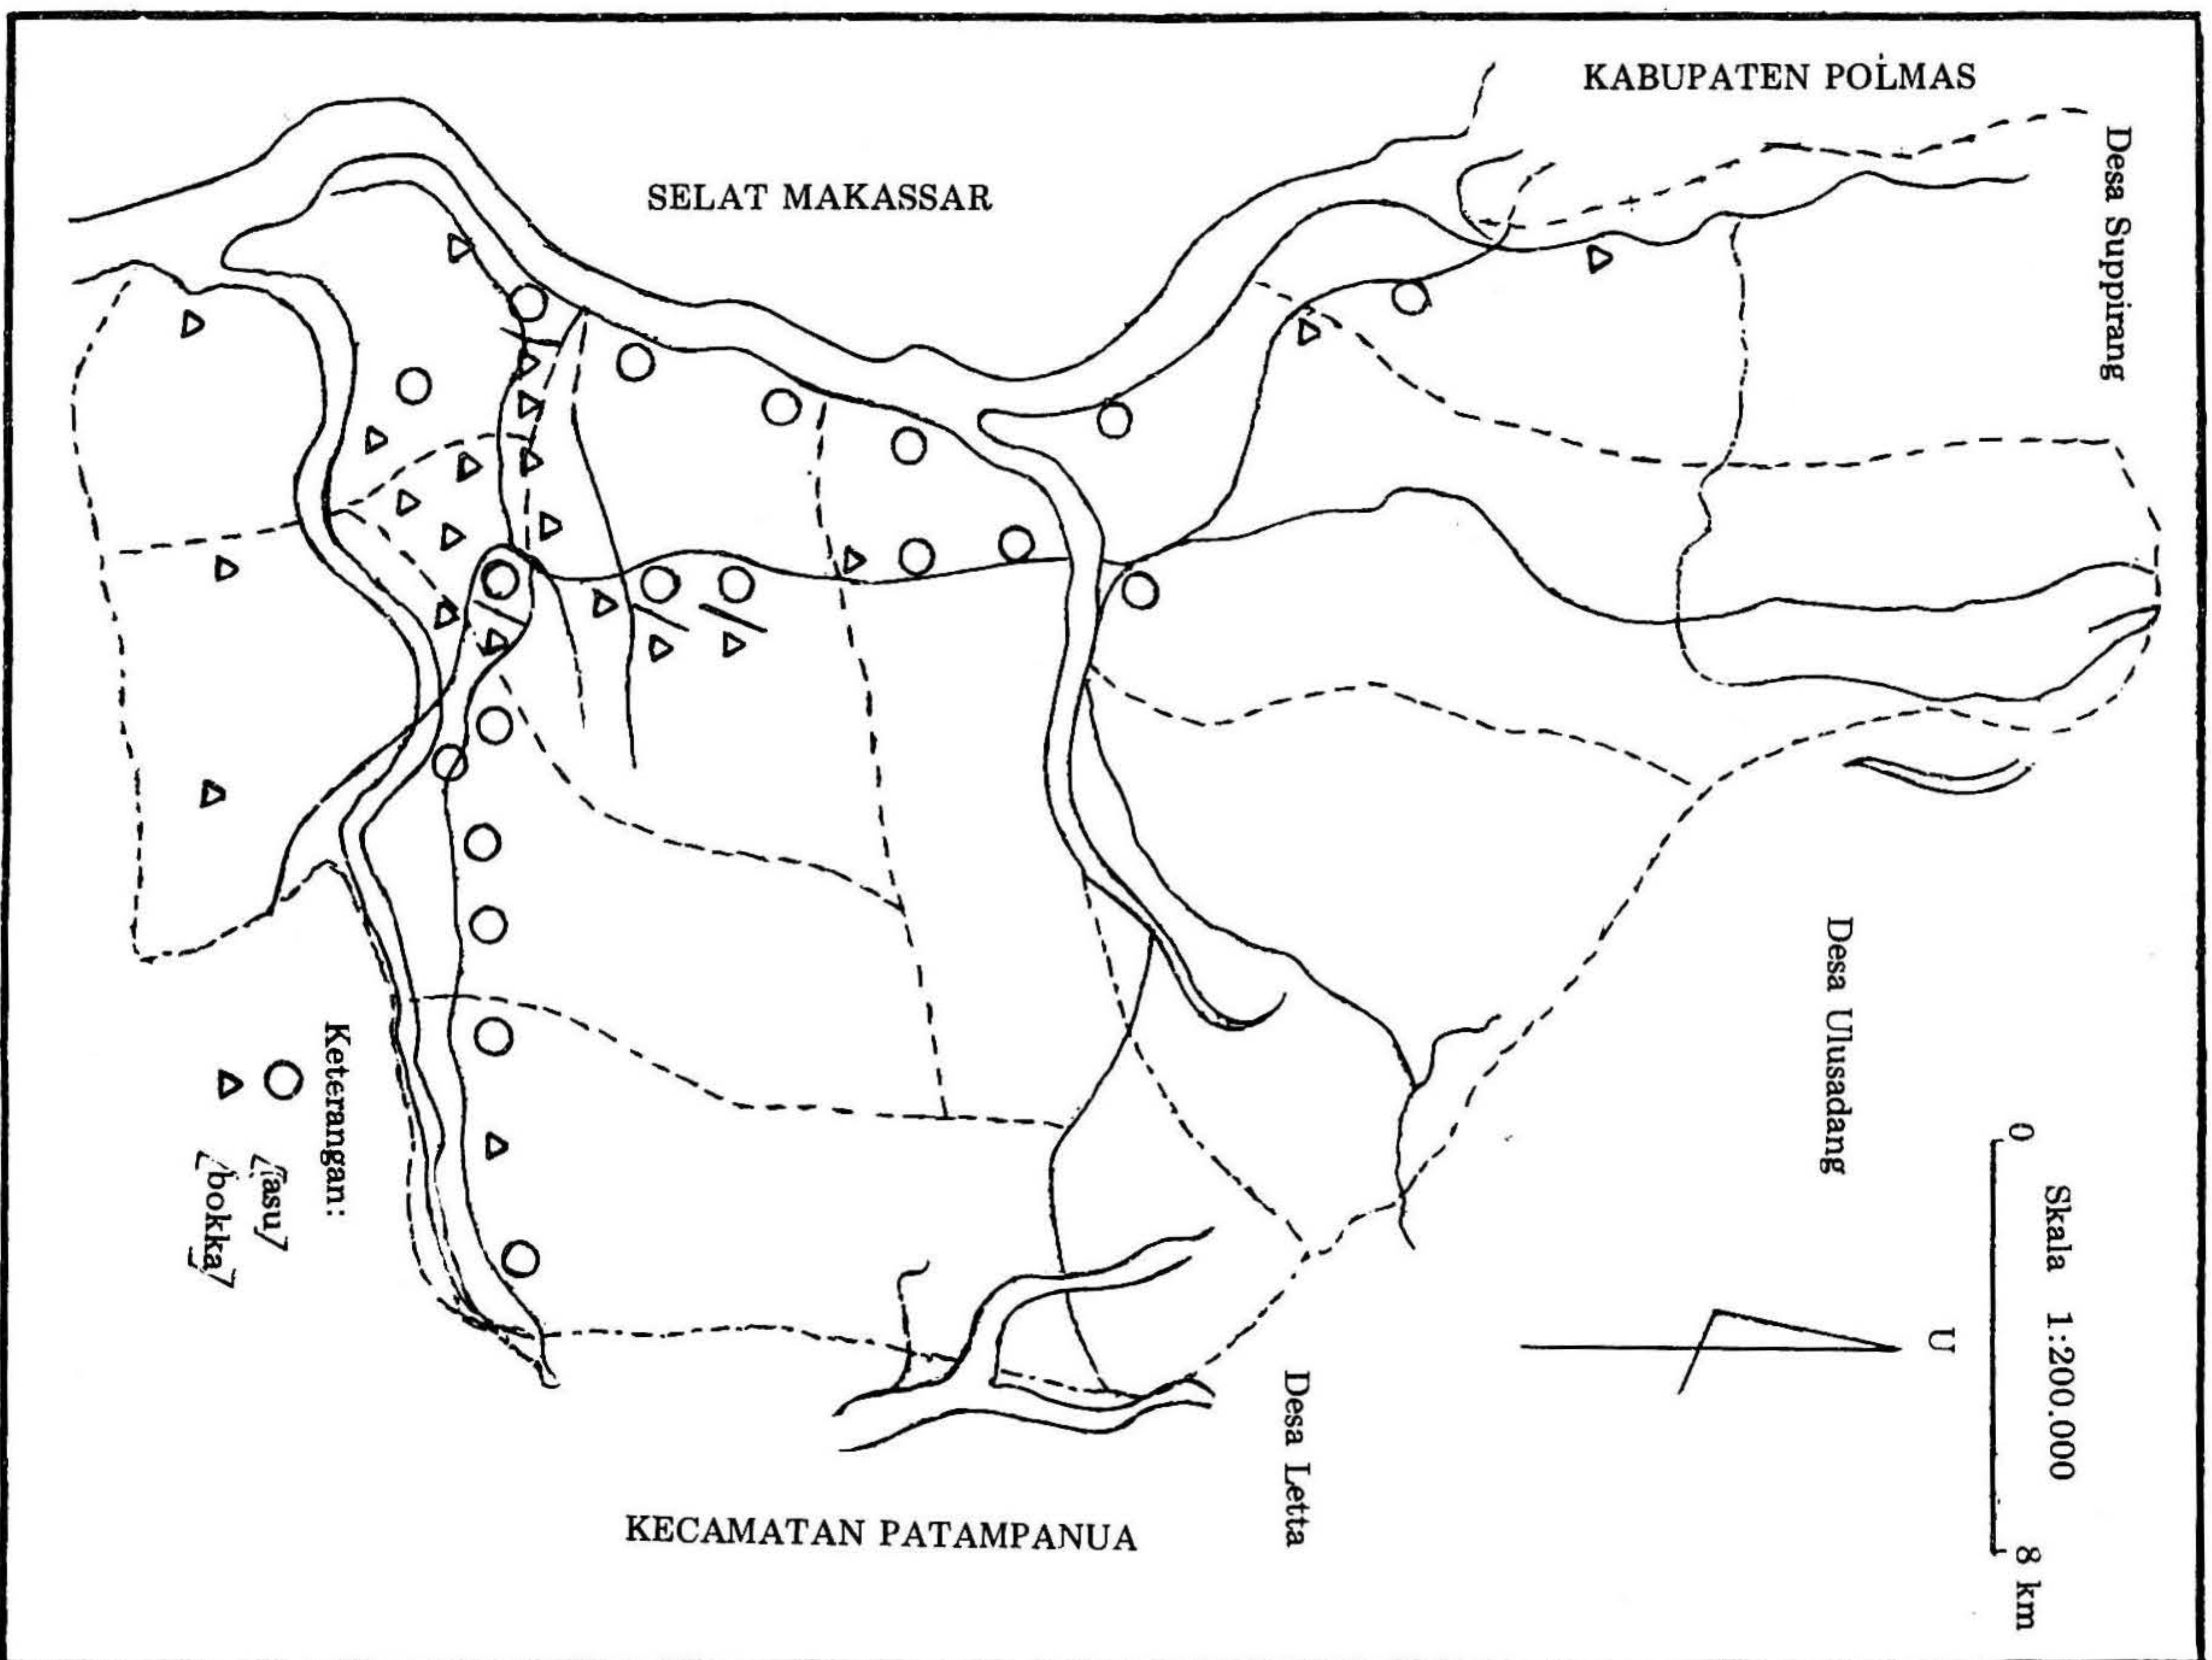 KABUPATEN POLMAS
SELAT MAKASSAR
Desa Suppirang
Desa Ulusadang
0
8 km
Skala 1:200.000
U
Desa Letta
KECAMATAN PATAMPANUA
Keterangan:
/asu/
/bokka/